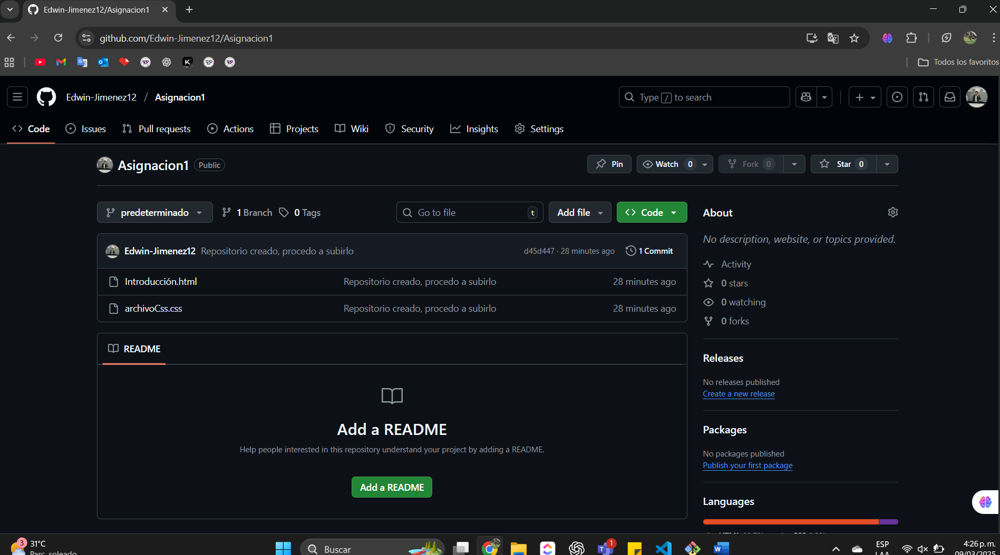 Edwin-Jimenez12/Asignacion1
github.com/Edwin-Jimenez12/Asignacion1
Todos los favoritos
Edwin-Jimenez12 / Asignacion1
Type / to search
Code Issues Pull requests Actions Projects Wiki Security Insights Settings
Asignacion1 Public
Pin Watch 0 Fork 0 Star 0
predeterminado 1 Branch 0 Tags
Go to file t Add file Code
Edwin-Jimenez12 Repositorio creado, procedo a subirlo d45d447 · 28 minutes ago 1 Commit
Introducción.html Repositorio creado, procedo a subirlo 28 minutes ago
archivoCss.css Repositorio creado, procedo a subirlo 28 minutes ago
README
Add a README
Help people interested in this repository understand your project by adding a README.
Add a README
About
No description, website, or topics provided.
Activity
0 stars
0 watching
0 forks
Releases
No releases published
Create a new release
Packages
No packages published
Publish your first package
Languages
3 31°C
Parc. soleado
Buscar
1
ESP
LAA
4:26 p. m.
09/03/2025